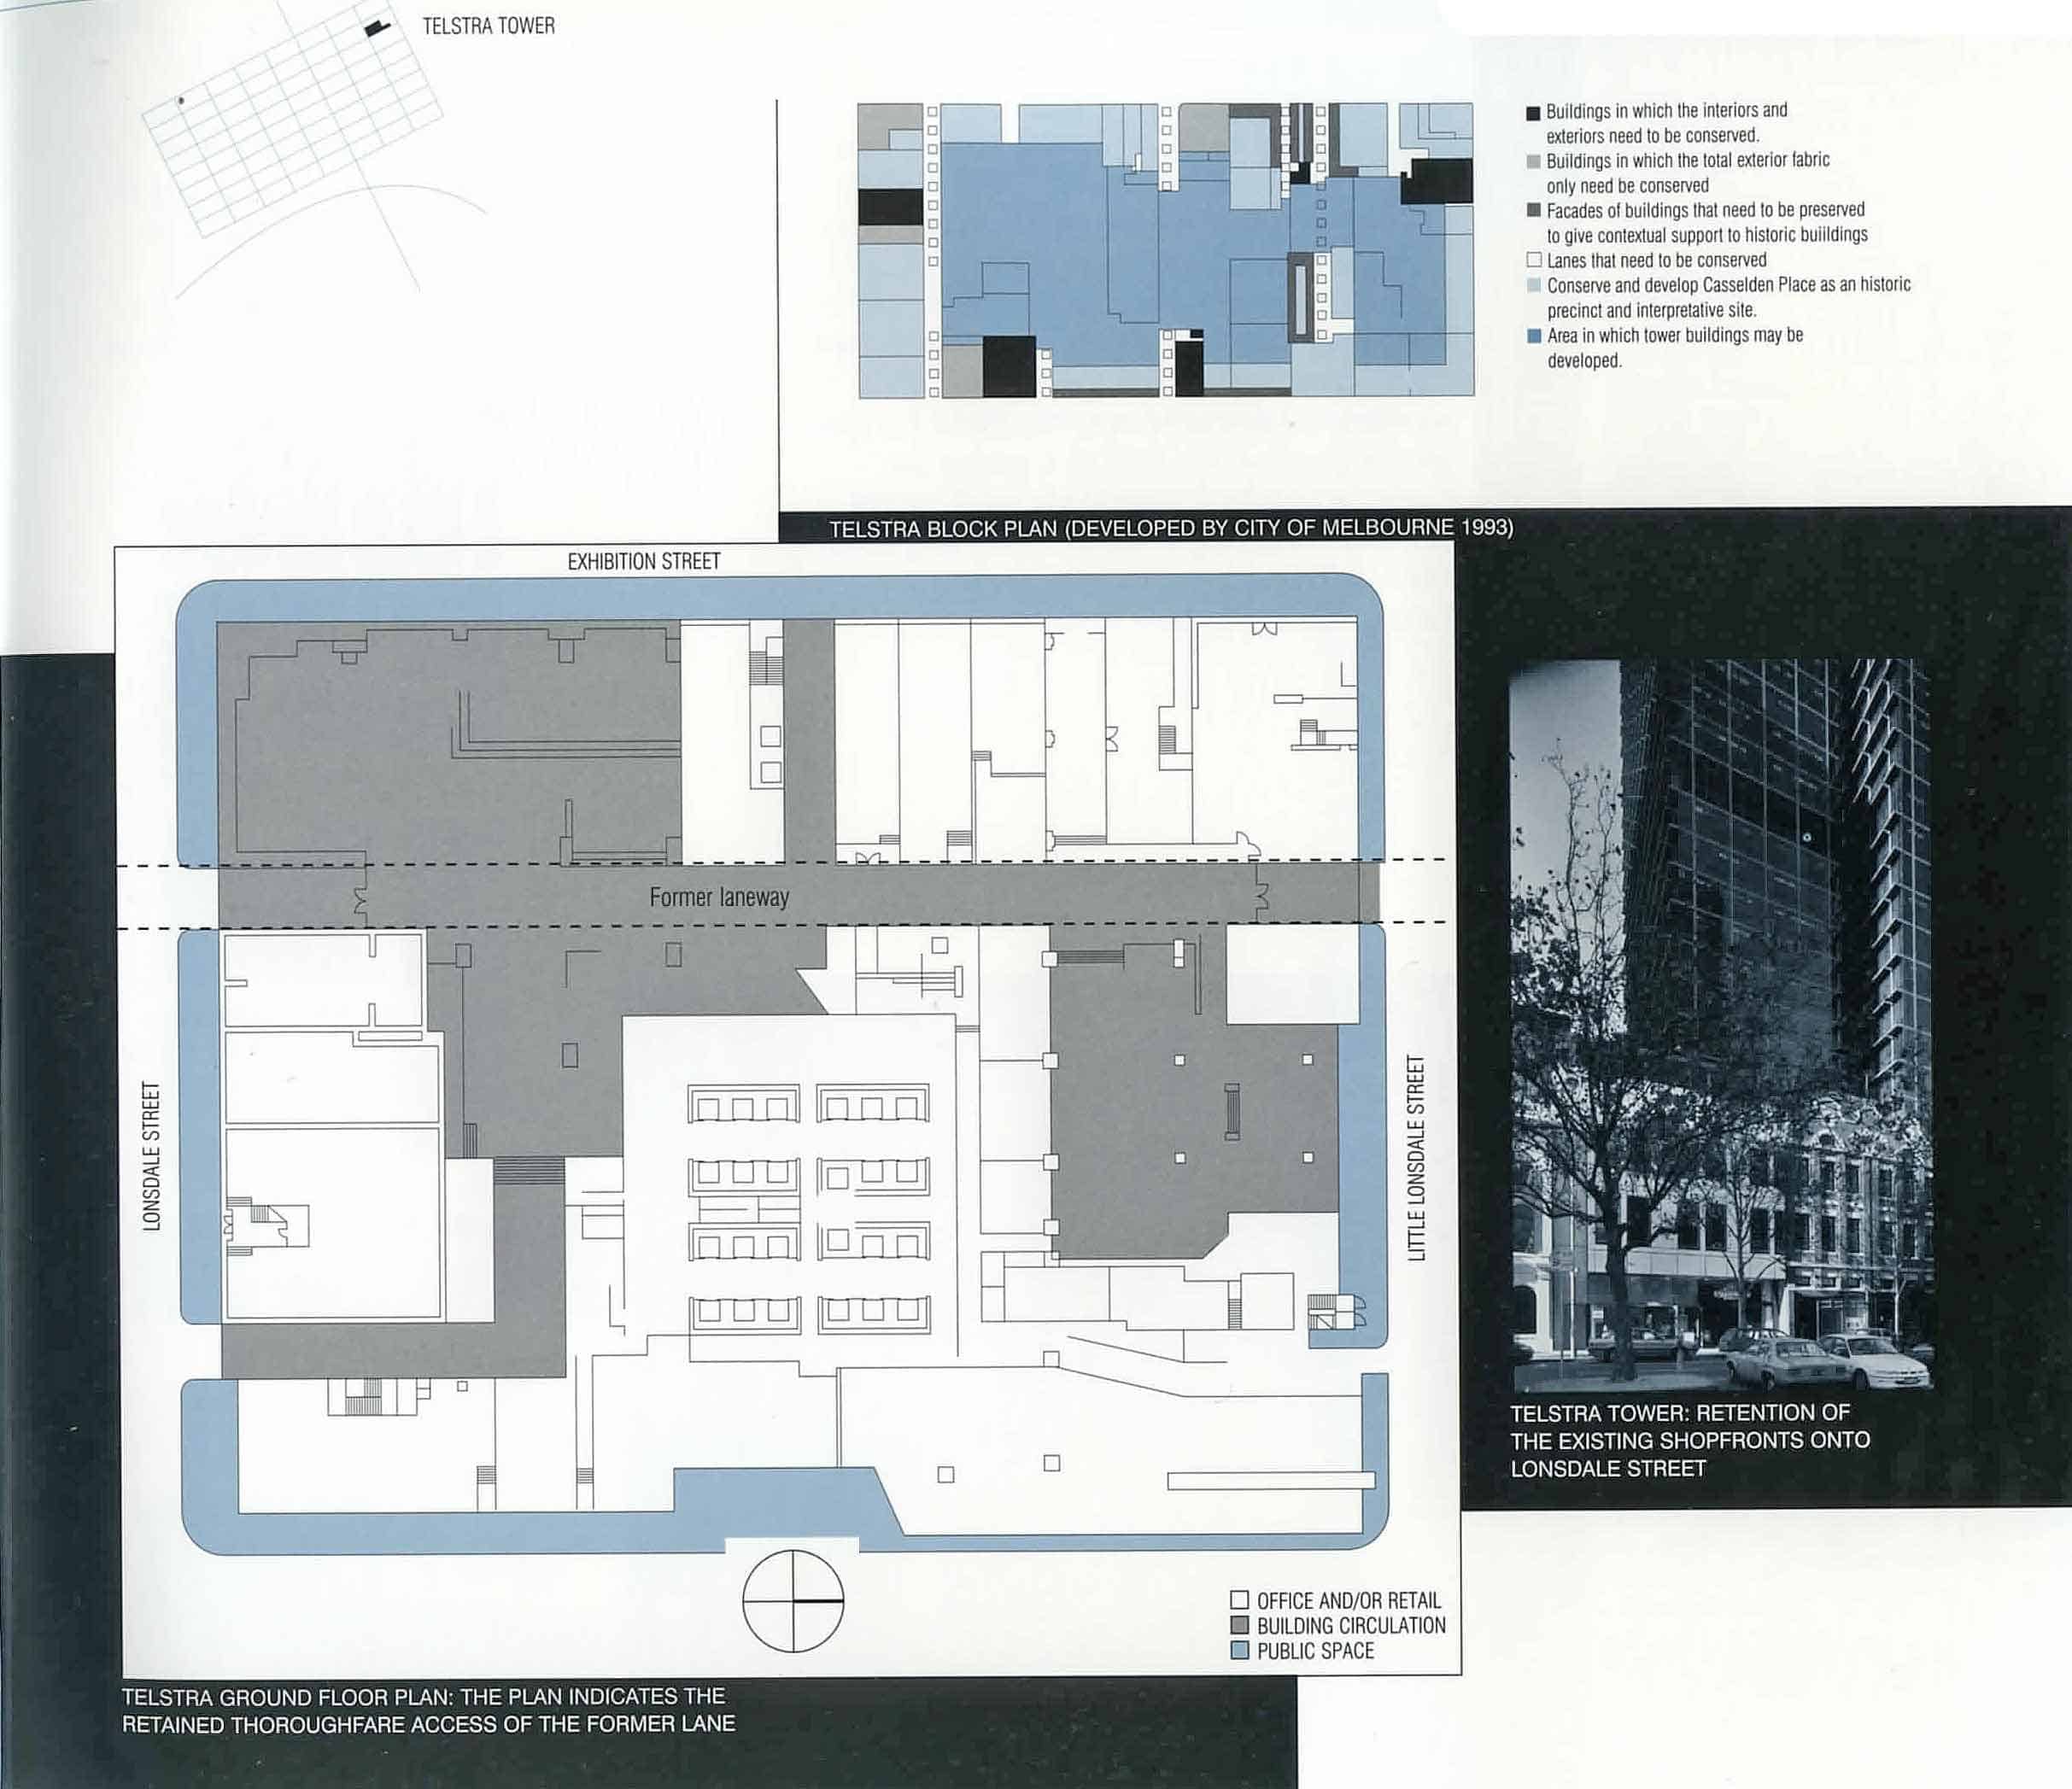 TELSTRA TOWER
Buildings in which the interiors and
exteriors need to be conserved.
Buildings in which the total exterior fabric
only need be conserved
Facades of buildings that need to be preserved
to give contextual support to historic buiildings
Lanes that need to be conserved
Conserve and develop Casselden Place as an historic
precinct and interpretative site.
Area in which tower buildings may be
developed.
TELSTRA BLOCK PLAN (DEVELOPED BY CITY OF MELBOURNE 1993)
EXHIBITION STREET
Former laneway
LONSDALE STREET
LITTLE LONSDALE STREET
TELSTRA TOWER: RETENTION OF
THE EXISTING SHOPFRONTS ONTO
LONSDALE STREET
OFFICE AND/OR RETAIL
BUILDING CIRCULATION
PUBLIC SPACE
TELSTRA GROUND FLOOR PLAN: THE PLAN INDICATES THE
RETAINED THOROUGHFARE ACCESS OF THE FORMER LANE